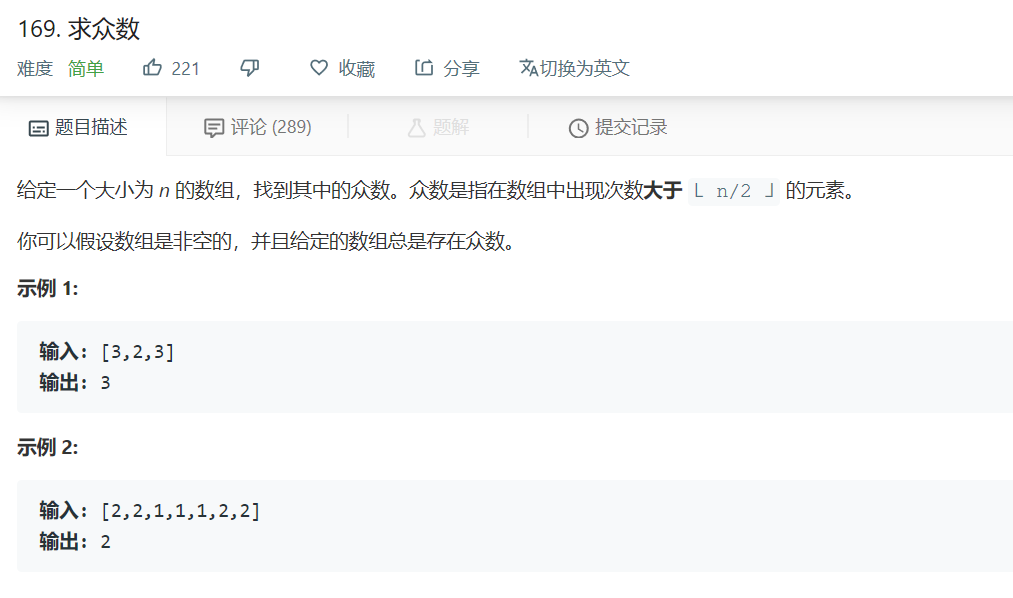 169. 求众数
难度 简单 221 收藏 分享 切换为英文
题目描述 评论 (289) 题解 提交记录
给定一个大小为 n 的数组，找到其中的众数。众数是指在数组中出现次数大于 ⌊ n/2 ⌋ 的元素。
你可以假设数组是非空的，并且给定的数组总是存在众数。
示例 1:
输入: [3,2,3]
输出: 3
示例 2:
输入: [2,2,1,1,1,2,2]
输出: 2